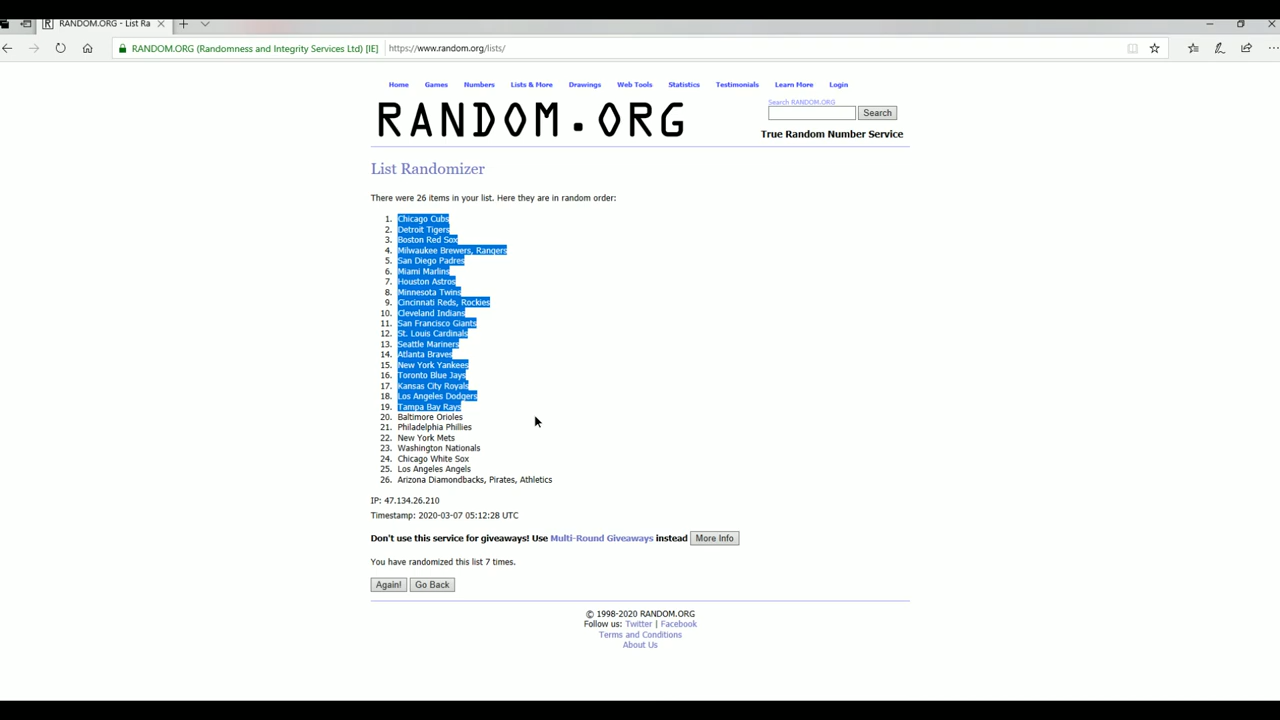 RANDOM.ORG - List Ra
RANDOM.ORG (Randomness and Integrity Services Ltd) [IE] https://www.random.org/lists/
Home Games Numbers Lists & More Drawings Web Tools Statistics Testimonials Learn More Login
RANDOM.ORG
Search RANDOM.ORG
Search
True Random Number Service
List Randomizer
There were 26 items in your list. Here they are in random order:
1. Chicago Cubs
2. Detroit Tigers
3. Boston Red Sox
4. Milwaukee Brewers, Rangers
5. San Diego Padres
6. Miami Marlins
7. Houston Astros
8. Minnesota Twins
9. Cincinnati Reds, Rockies
10. Cleveland Indians
11. San Francisco Giants
12. St. Louis Cardinals
13. Seattle Mariners
14. Atlanta Braves
15. New York Yankees
16. Toronto Blue Jays
17. Kansas City Royals
18. Los Angeles Dodgers
19. Tampa Bay Rays
20. Baltimore Orioles
21. Philadelphia Phillies
22. New York Mets
23. Washington Nationals
24. Chicago White Sox
25. Los Angeles Angels
26. Arizona Diamondbacks, Pirates, Athletics
IP: 47.134.26.210
Timestamp: 2020-03-07 05:12:28 UTC
Don't use this service for giveaways! Use Multi-Round Giveaways instead More Info
You have randomized this list 7 times.
Again! Go Back
© 1998-2020 RANDOM.ORG
Follow us: Twitter | Facebook
Terms and Conditions
About Us